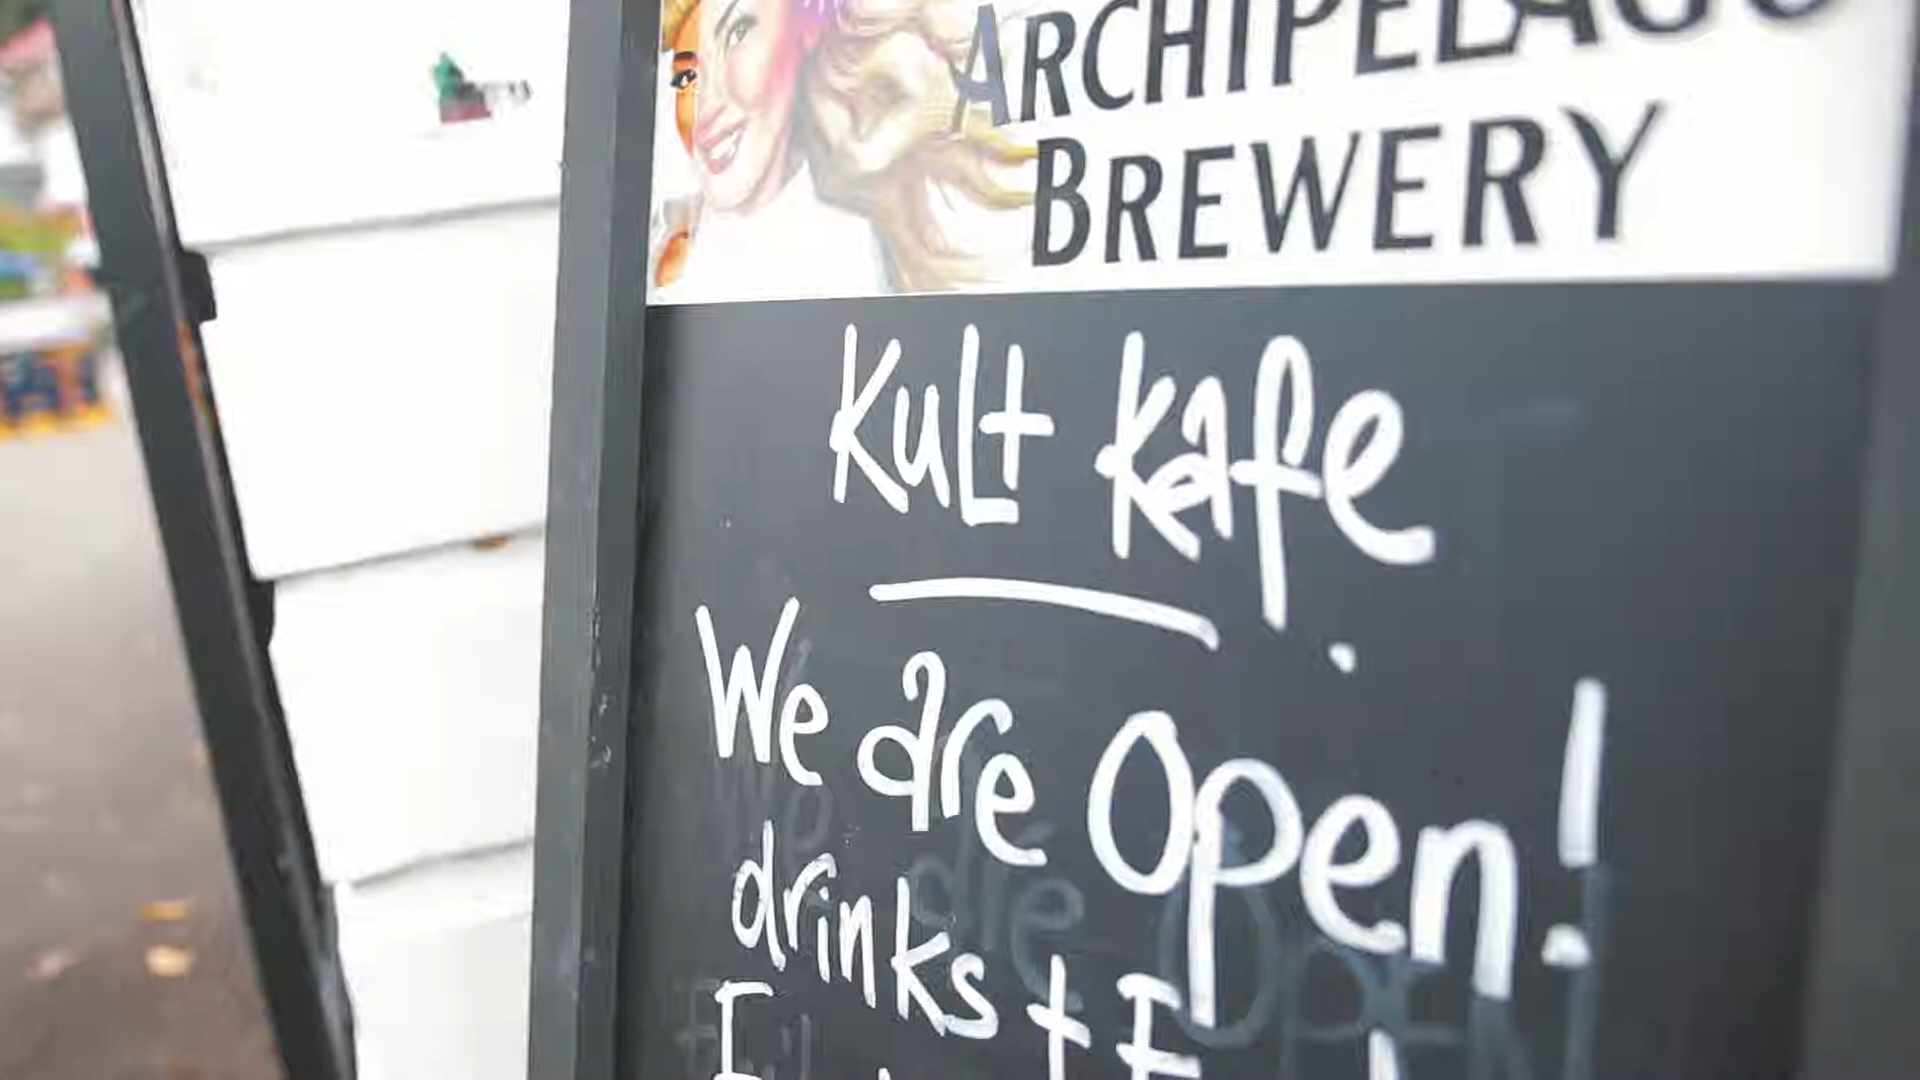 ARCHIPELAGO
BREWERY
Kult Kafe
We are Open!
drinks +